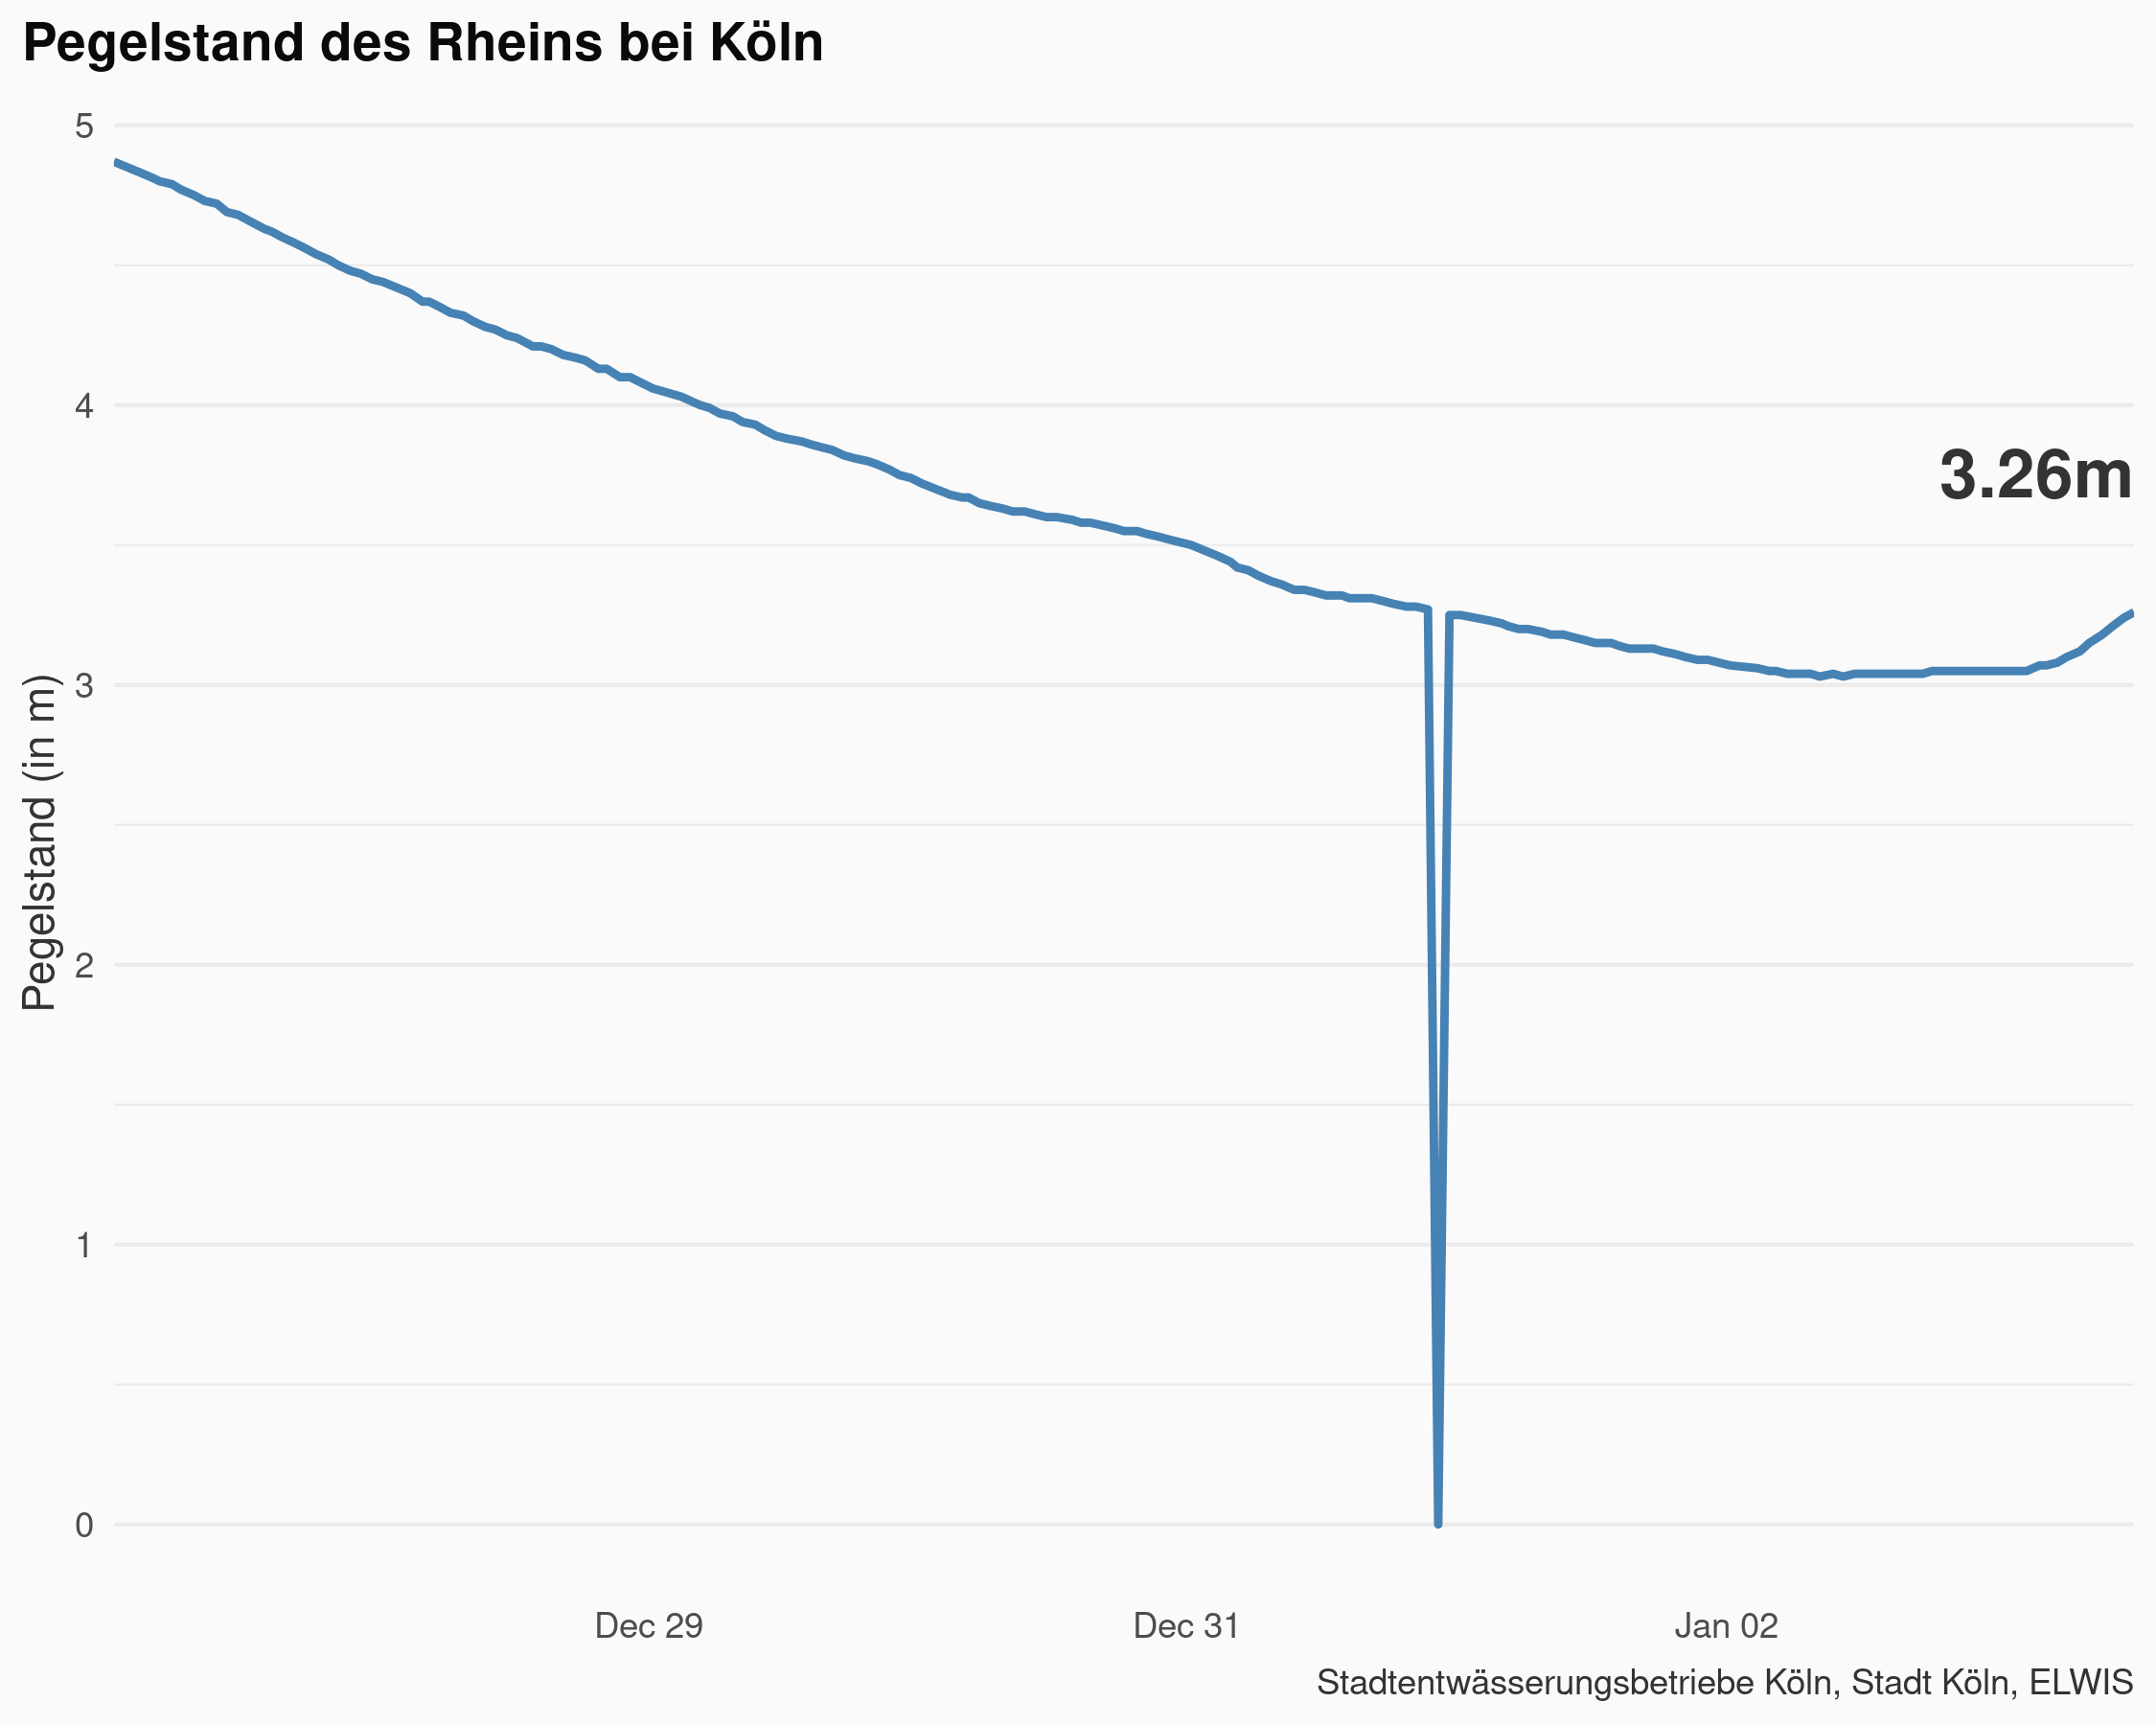 Pegelstand des Rheins bei Köln
5
4
3.26m
3
2
1
0
Pegelstand (in m)
Dec 29
Dec 31
Jan 02
Stadtentwässerungsbetriebe Köln, Stadt Köln, ELWIS